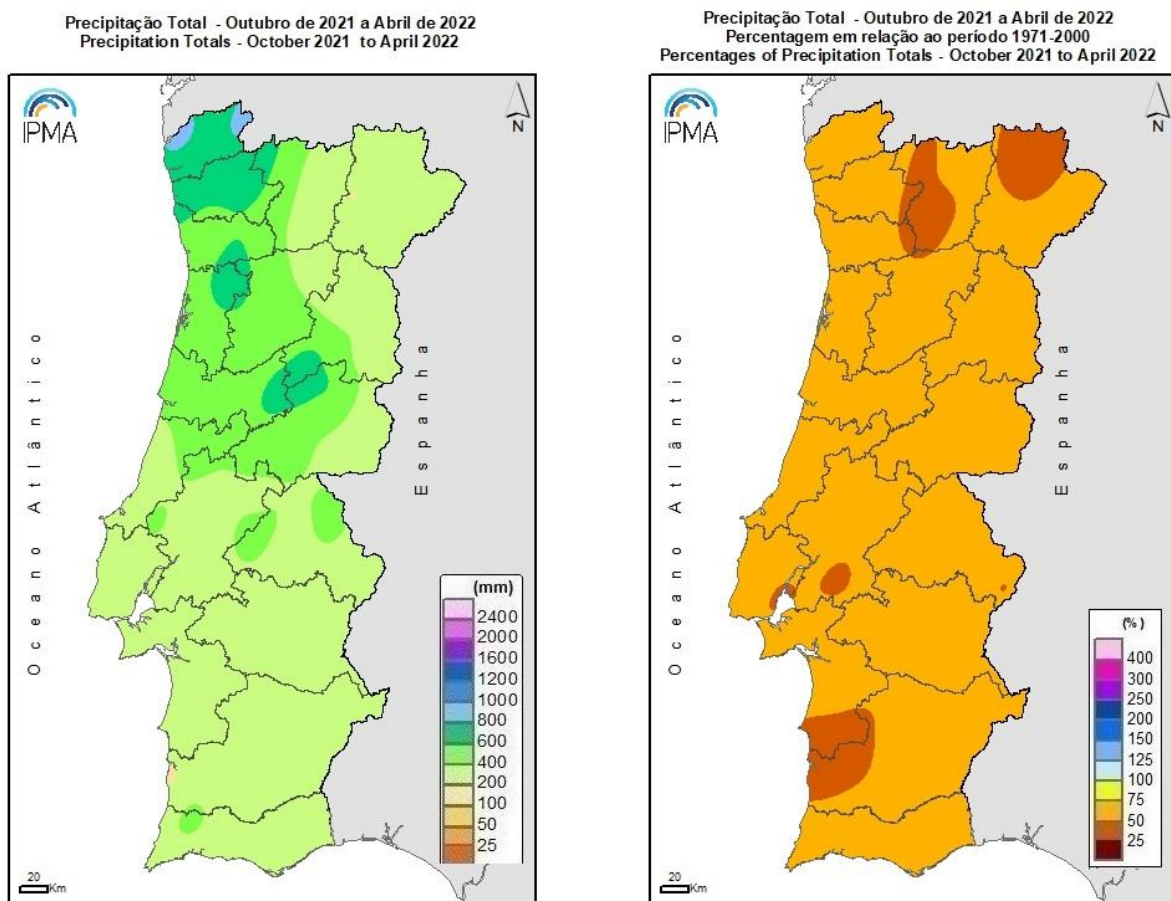 Precipitação Total - Outubro de 2021 a Abril de 2022
Precipitation Totals - October 2021 to April 2022
IPMA
N
Oceano Atlântico
Espanha
(mm)
2400
2000
1600
1200
1000
800
600
400
200
100
50
25
20
Km
Precipitação Total - Outubro de 2021 a Abril de 2022
Percentagem em relação ao período 1971-2000
Percentages of Precipitation Totals - October 2021 to April 2022
IPMA
N
Oceano Atlântico
Espanha
(%)
400
300
250
200
150
125
100
75
50
25
20
Km